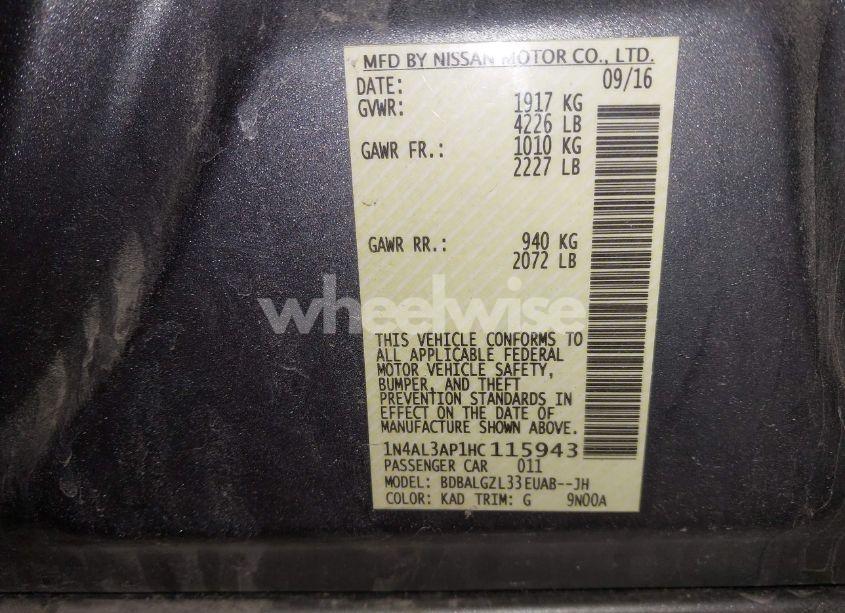 MFD BY NISSAN MOTOR CO., LTD.
DATE: 09/16
GVWR: 1917 KG
4226 LB
GAWR FR.: 1010 KG
2227 LB
GAWR RR.: 940 KG
2072 LB
wheelwise
THIS VEHICLE CONFORMS TO
ALL APPLICABLE FEDERAL
MOTOR VEHICLE SAFETY,
BUMPER, AND THEFT
PREVENTION STANDARDS IN
EFFECT ON THE DATE OF
MANUFACTURE SHOWN ABOVE.
1N4AL3AP1HC115943
PASSENGER CAR 011
MODEL: BDBALGZL33EUAB--JH
COLOR: KAD TRIM: G 9N00A